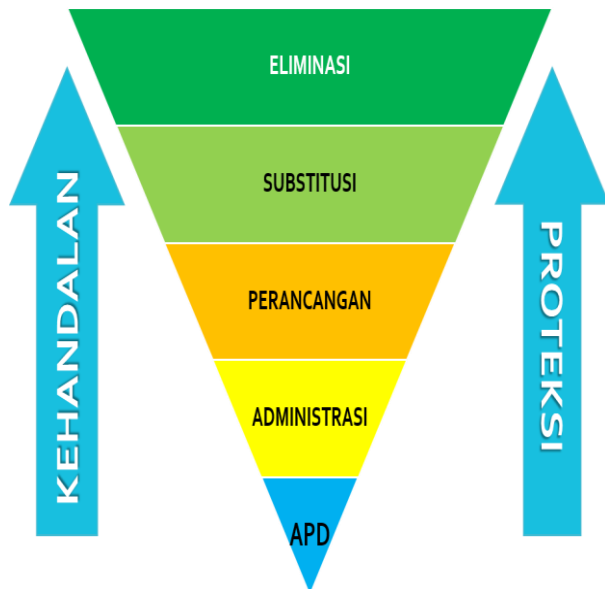 ELIMINASI
SUBSTITUSI
PERANCANGAN
ADMINISTRASI
APD
KEHANDALAN
PROTEKSI